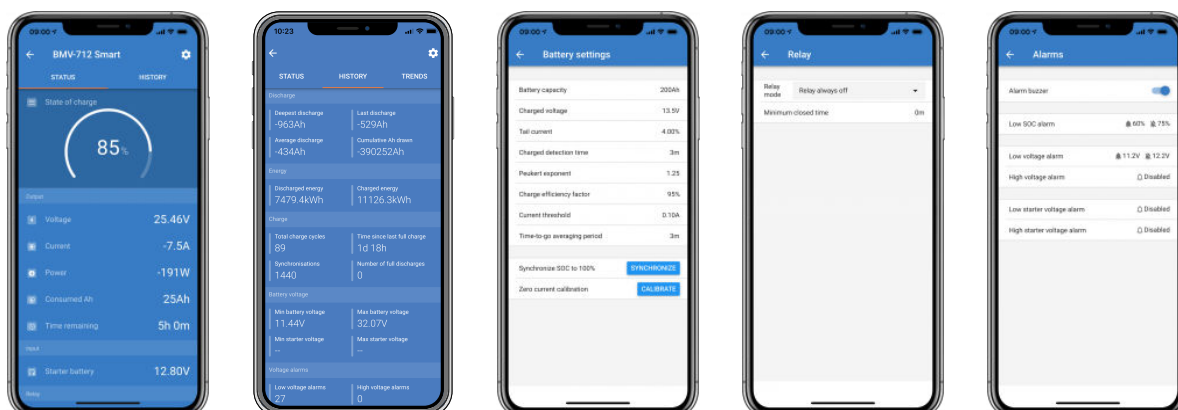 09:00
BMV-712 Smart
STATUS
HISTORY
State of charge
85%
Output
Voltage
25.46V
Current
-7.5A
Power
-191W
Consumed Ah
25Ah
Time remaining
5h 0m
Input
Starter battery
12.80V
Relay
10:23
STATUS
HISTORY
TRENDS
Discharge
Deepest discharge
Last discharge
-963Ah
-529Ah
Average discharge
Cumulative Ah drawn
-434Ah
-390252Ah
Energy
Discharged energy
Charged energy
7479.4kWh
11126.3kWh
Charge
Total charge cycles
Time since last full charge
89
1d 18h
Synchronisations
Number of full discharges
1440
0
Battery voltage
Min battery voltage
Max battery voltage
11.44V
32.07V
Min starter voltage
Max starter voltage
--
--
Voltage alarms
Low voltage alarms
High voltage alarms
27
0
09:00
Battery settings
Battery capacity
200Ah
Charged voltage
13.5V
Tail current
4.00%
Charged detection time
3m
Peukert exponent
1.25
Charge efficiency factor
95%
Current threshold
0.10A
Time-to-go averaging period
3m
Synchronize SOC to 100%
SYNCHRONIZE
Zero current calibration
CALIBRATE
09:00
Relay
Relay mode
Relay always off
Minimum closed time
0m
09:00
Alarms
Alarm buzzer
Low SOC alarm
60% 75%
Low voltage alarm
11.2V 12.2V
High voltage alarm
Disabled
Low starter voltage alarm
Disabled
High starter voltage alarm
Disabled